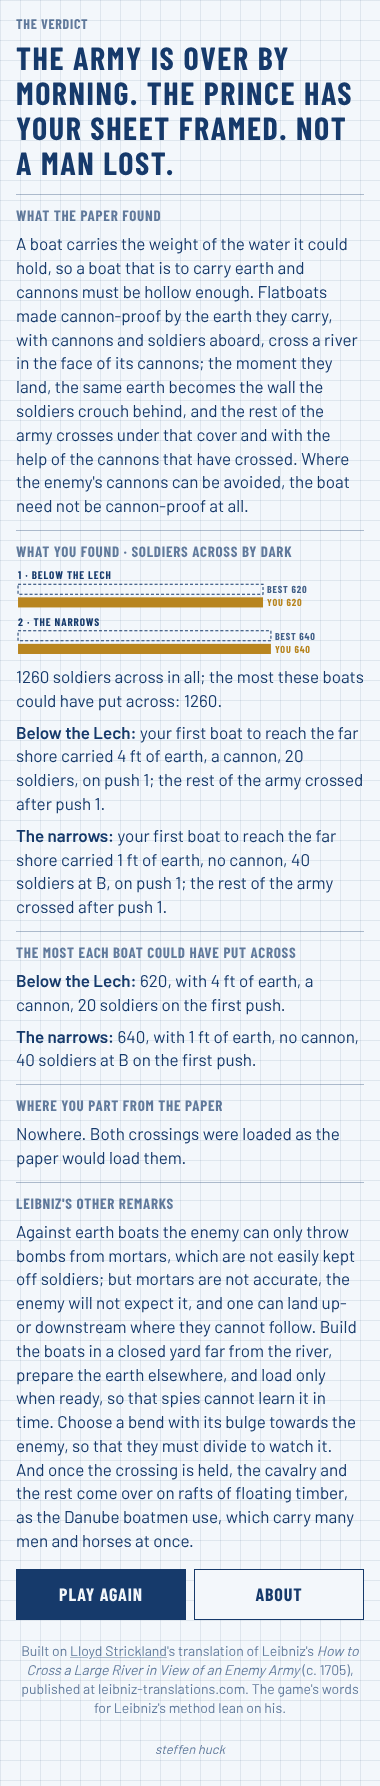 THE VERDICT
THE ARMY IS OVER BY
MORNING. THE PRINCE HAS
YOUR SHEET FRAMED. NOT
A MAN LOST.
WHAT THE PAPER FOUND
A boat carries the weight of the water it could
hold, so a boat that is to carry earth and
cannons must be hollow enough. Flatboats
made cannon-proof by the earth they carry,
with cannons and soldiers aboard, cross a river
in the face of its cannons; the moment they
land, the same earth becomes the wall the
soldiers crouch behind, and the rest of the
army crosses under that cover and with the
help of the cannons that have crossed. Where
the enemy's cannons can be avoided, the boat
need not be cannon-proof at all.
WHAT YOU FOUND · SOLDIERS ACROSS BY DARK
1 · BELOW THE LECH
BEST 620
YOU 620
2 · THE NARROWS
BEST 640
YOU 640
1260 soldiers across in all; the most these boats
could have put across: 1260.
Below the Lech: your first boat to reach the far
shore carried 4 ft of earth, a cannon, 20
soldiers, on push 1; the rest of the army crossed
after push 1.
The narrows: your first boat to reach the far
shore carried 1 ft of earth, no cannon, 40
soldiers at B, on push 1; the rest of the army
crossed after push 1.
THE MOST EACH BOAT COULD HAVE PUT ACROSS
Below the Lech: 620, with 4 ft of earth, a
cannon, 20 soldiers on the first push.
The narrows: 640, with 1 ft of earth, no cannon,
40 soldiers at B on the first push.
WHERE YOU PART FROM THE PAPER
Nowhere. Both crossings were loaded as the
paper would load them.
LEIBNIZ'S OTHER REMARKS
Against earth boats the enemy can only throw
bombs from mortars, which are not easily kept
off soldiers; but mortars are not accurate, the
enemy will not expect it, and one can land up-
or downstream where they cannot follow. Build
the boats in a closed yard far from the river,
prepare the earth elsewhere, and load only
when ready, so that spies cannot learn it in
time. Choose a bend with its bulge towards the
enemy, so that they must divide to watch it.
And once the crossing is held, the cavalry and
the rest come over on rafts of floating timber,
as the Danube boatmen use, which carry many
men and horses at once.
PLAY AGAIN
ABOUT
Built on Lloyd Strickland's translation of Leibniz's How to
Cross a Large River in View of an Enemy Army (c. 1705),
published at leibniz-translations.com. The game's words
for Leibniz's method lean on his.
steffen huck